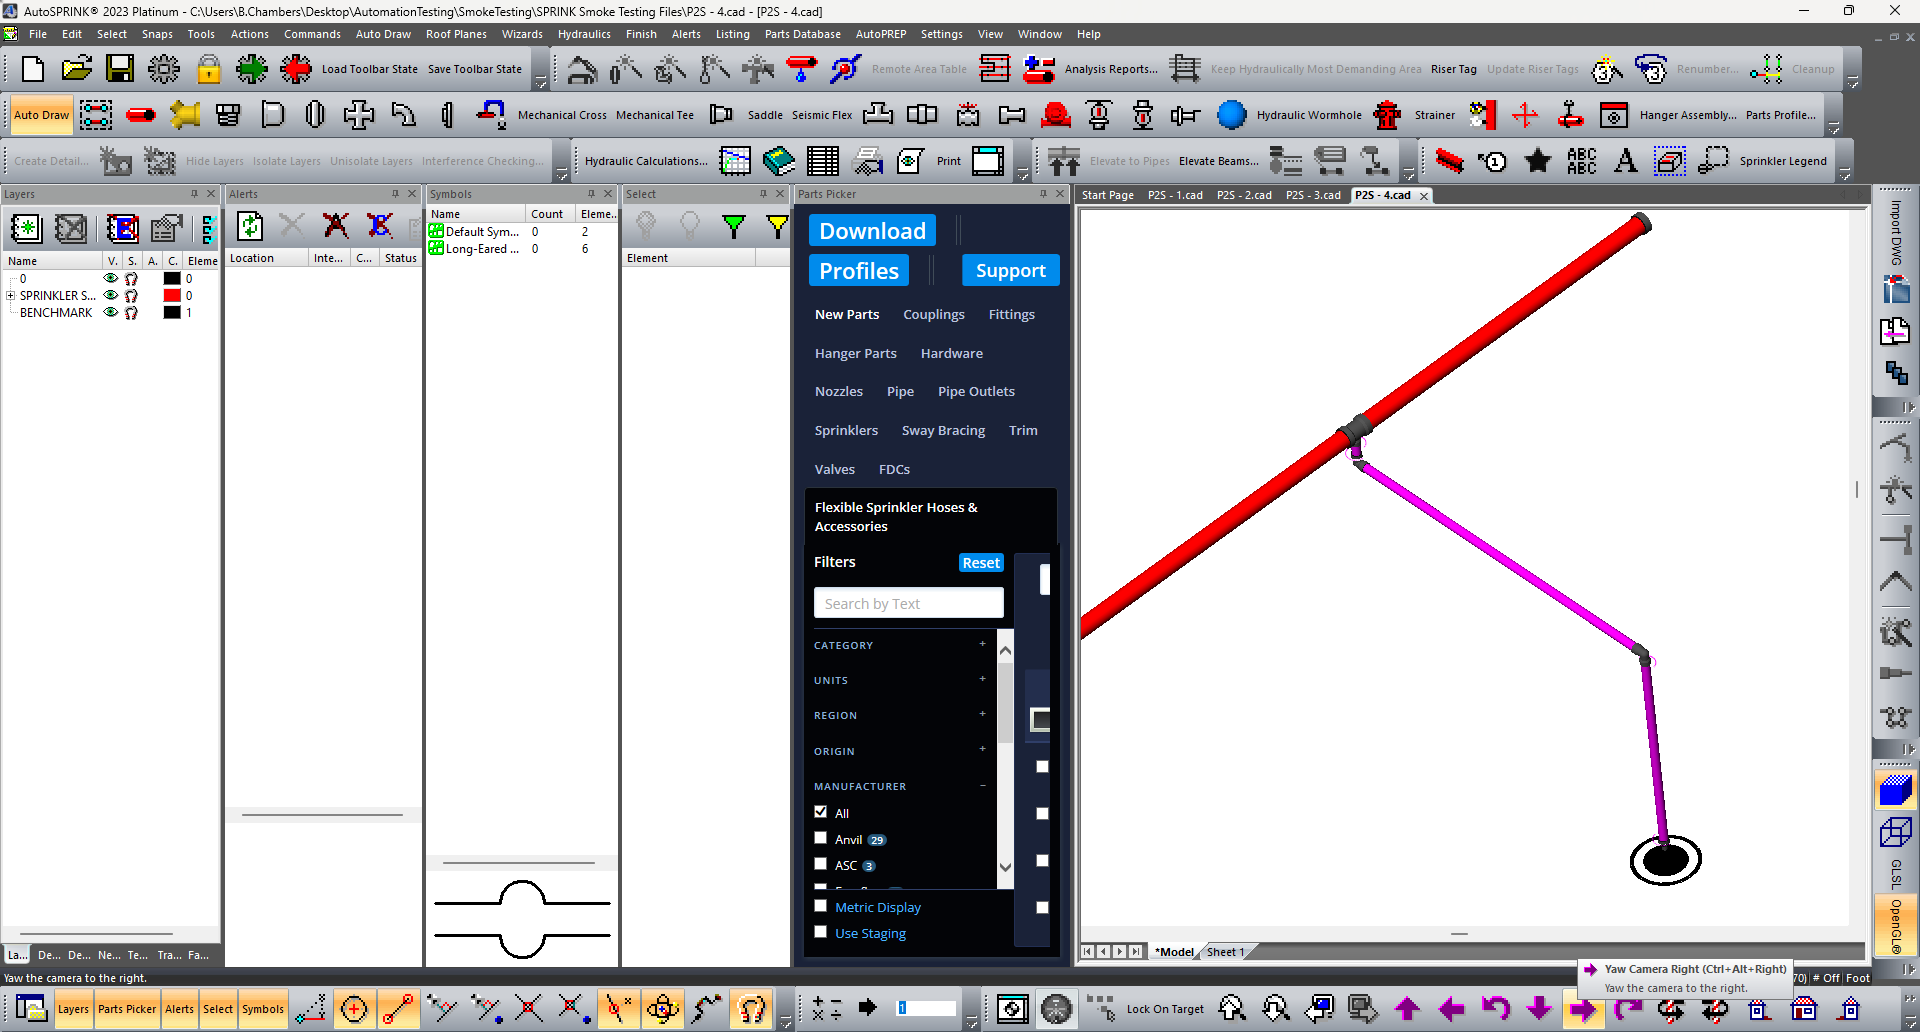 AutoSPRINK® 2023 Platinum - C:\Users\B.Chambers\Desktop\AutomationTesting\SmokeTesting\SPRINK Smoke Testing Files\P2S - 4.cad - [P2S - 4.cad]
File Edit Select Snaps Tools Actions Commands Auto Draw Roof Planes Wizards Hydraulics Finish Alerts Listing Parts Database AutoPREP Settings View Window Help
Load Toolbar State Save Toolbar State Remote Area Table Analysis Reports... Keep Hydraulically Most Demanding Area Riser Tag Update Riser Tags Renumber... Cleanup
Auto Draw Mechanical Cross Mechanical Tee Saddle Seismic Flex Hydraulic Wormhole Strainer Hanger Assembly... Parts Profile...
Create Detail... Hide Layers Isolate Layers Unisolate Layers Interference Checking... Hydraulic Calculations... Print Elevate to Pipes Elevate Beams... 1 ABC ABC A Sprinkler Legend
Layers Alerts Symbols Select Parts Picker Start Page P2S - 1.cad P2S - 2.cad P2S - 3.cad P2S - 4.cad
Name Count Eleme...
Default Sym... 0 2
Long-Eared ... 0 6
Location Inte... C... Status
Element
Name V. S. A. C. Eleme
0 0
SPRINKLER S... 0
BENCHMARK 1
Download
Profiles Support
New Parts Couplings Fittings
Hanger Parts Hardware
Nozzles Pipe Pipe Outlets
Sprinklers Sway Bracing Trim
Valves FDCs
Flexible Sprinkler Hoses &
Accessories
Filters Reset
Search by Text
CATEGORY +
UNITS +
REGION +
ORIGIN +
MANUFACTURER −
All
Anvil 29
ASC 3
Metric Display
Use Staging
Import DWG
GLSL
OpenGL®
La... De... De... Ne... Te... Tra... Fa...
*Model Sheet 1
Yaw Camera Right (Ctrl+Alt+Right)
Yaw the camera to the right.
Yaw the camera to the right.
70) # Off Foot
Layers Parts Picker Alerts Select Symbols 1 Lock On Target